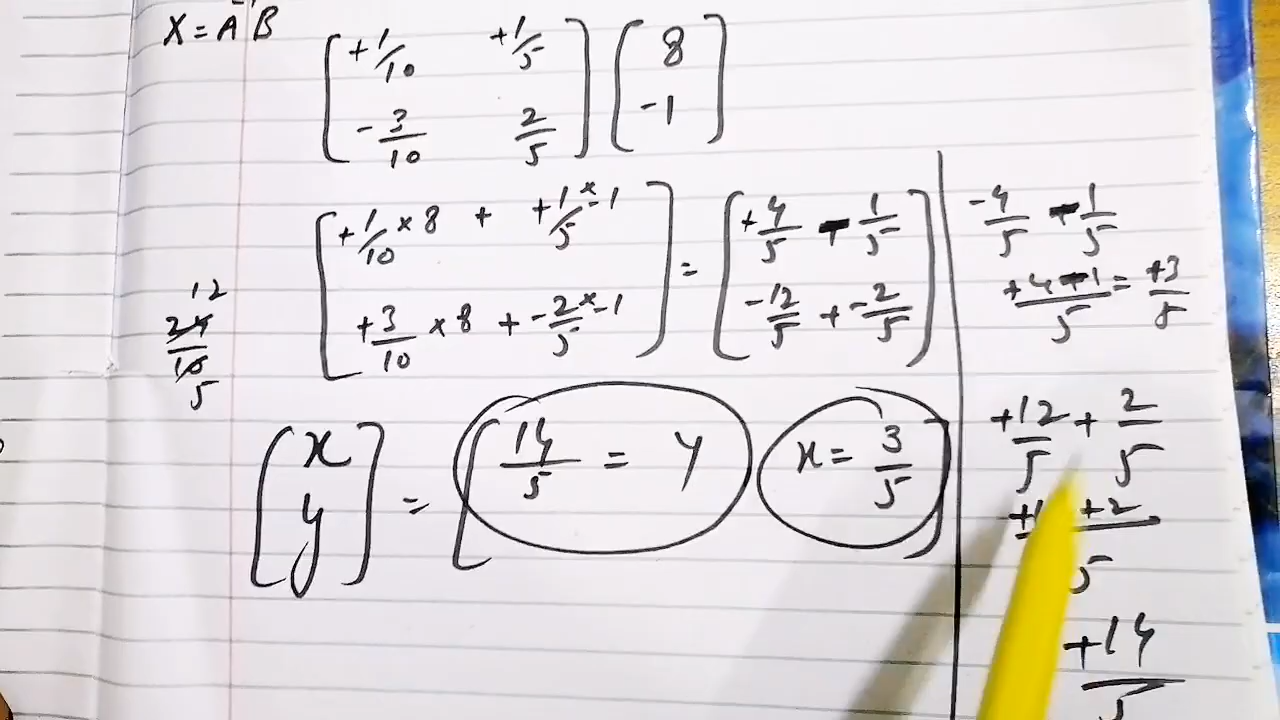 X = A⁻¹B
[ +1/10 +1/5 ] [ 8 ]
[ -3/10 2/5 ] [ -1 ]
[ +1/10 × 8 + +1/5 × -1 ] = [ +4/5 - 1/5 ]
[ +3/10 × 8 + -2/5 × -1 ] [ -12/5 + -2/5 ]
12
24/10
5
[ x ] = [ 14/5 = y x = 3/5 ]
[ y ]
-4/5 - 1/5
+4-1/5 = +3/5
+12/5 + 2/5
+2
5
+14/5